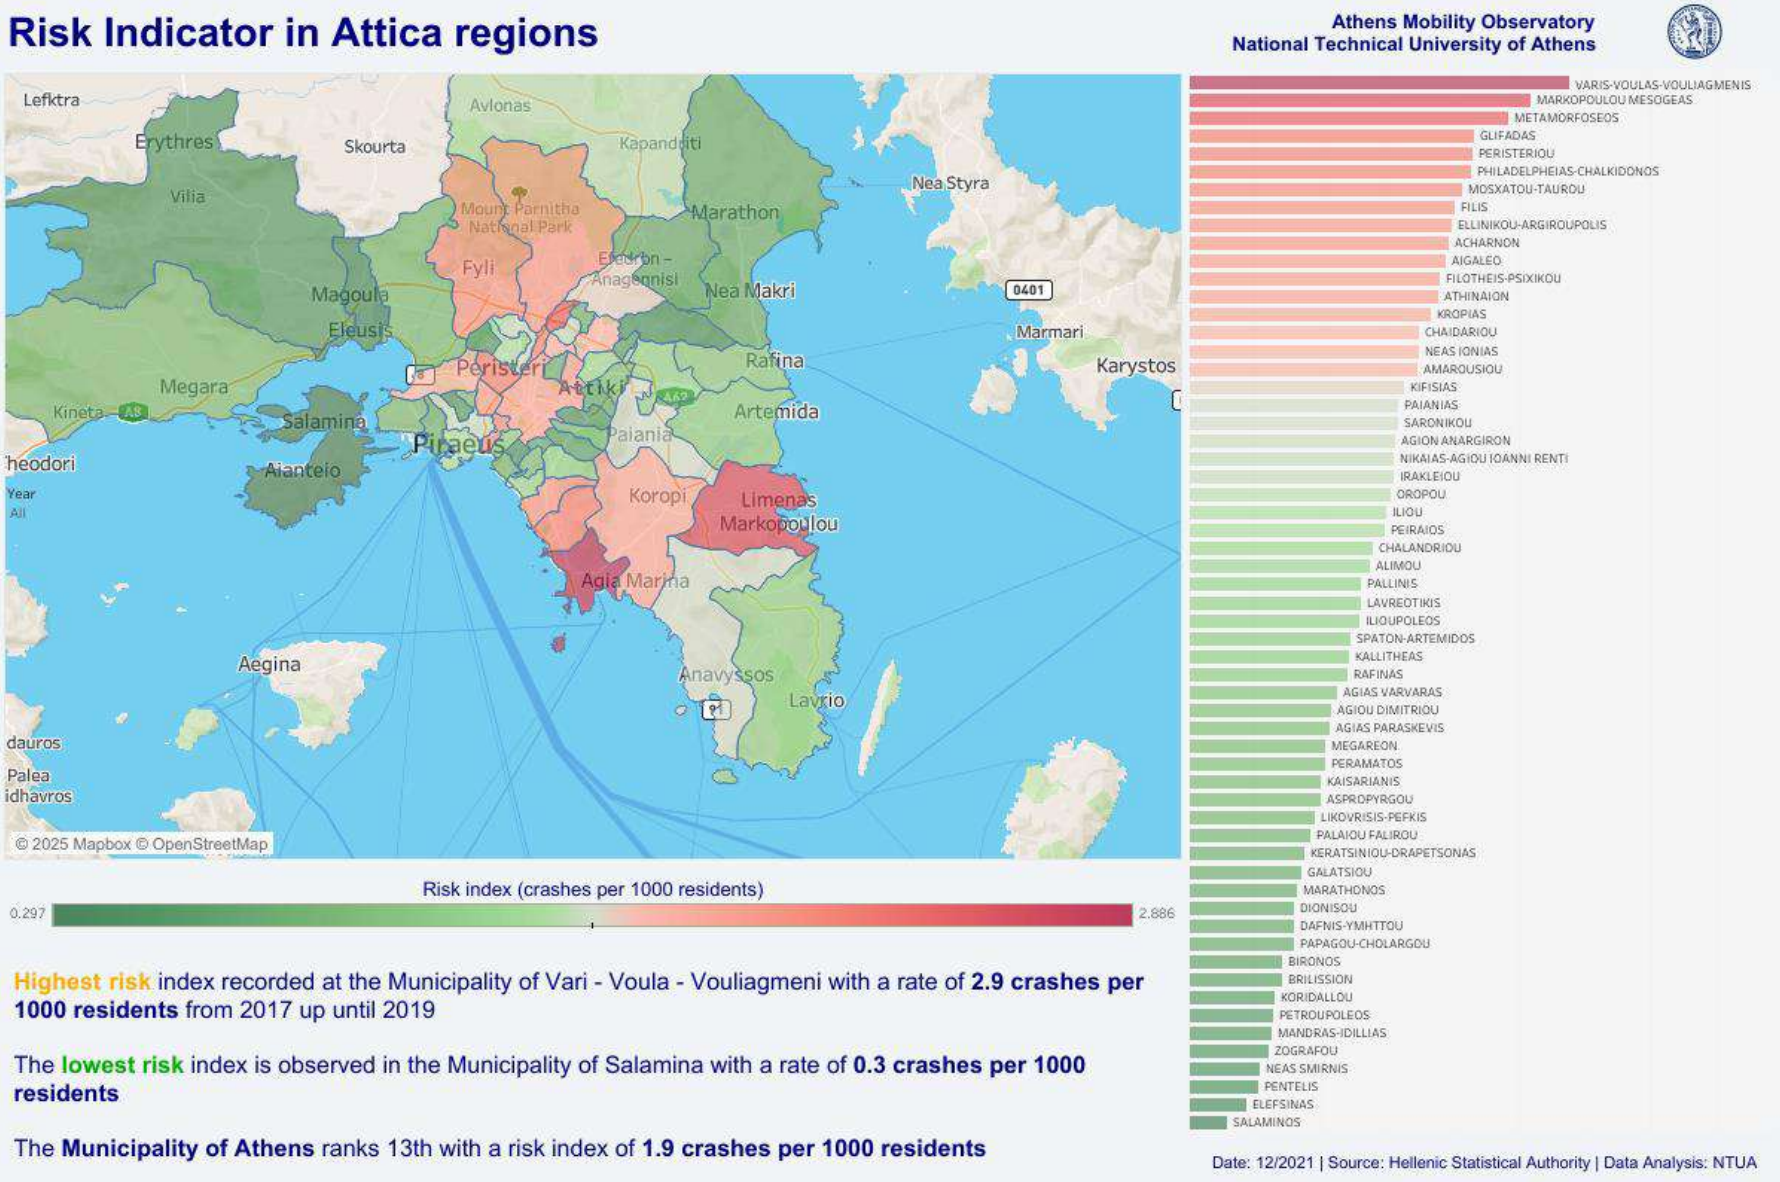 Risk Indicator in Attica regions
Athens Mobility Observatory
National Technical University of Athens
Lefktra
Erythres
Skourta
Avlonas
Kapandriti
Vilia
Nea Styra
Mount Parnitha
National Park
Marathon
Fyli
Efedron –
Anagennisi
Magoula
Nea Makri
0401
Eleusis
Marmari
Rafina
Karystos
Peristeri
8
Attiki
Megara
A62
Kineta
A8
Salamina
Artemida
Piraeus
Paiania
Aianteio
heodori
Year
All
Koropi
Limenas
Markopoulou
Agia Marina
Aegina
Anavyssos
Lavrio
91
dauros
Palea
idhavros
© 2025 Mapbox © OpenStreetMap
VARIS-VOULAS-VOULIAGMENIS
MARKOPOULOU MESOGEAS
METAMORFOSEOS
GLIFADAS
PERISTERIOU
PHILADELPHEIAS-CHALKIDONOS
MOSXATOU-TAUROU
FILIS
ELLINIKOU-ARGIROUPOLIS
ACHARNON
AIGALEO
FILOTHEIS-PSIXIKOU
ATHINAION
KROPIAS
CHAIDARIOU
NEAS IONIAS
AMAROUSIOU
KIFISIAS
PAIANIAS
SARONIKOU
AGION ANARGIRON
NIKAIAS-AGIOU IOANNI RENTI
IRAKLEIOU
OROPOU
ILIOU
PEIRAIOS
CHALANDRIOU
ALIMOU
PALLINIS
LAVREOTIKIS
ILIOUPOLEOS
SPATON-ARTEMIDOS
KALLITHEAS
RAFINAS
AGIAS VARVARAS
AGIOU DIMITRIOU
AGIAS PARASKEVIS
MEGAREON
PERAMATOS
KAISARIANIS
ASPROPYRGOU
LIKOVRISIS-PEFKIS
PALAIOU FALIROU
KERATSINIOU-DRAPETSONAS
GALATSIOU
MARATHONOS
DIONISOU
DAFNIS-YMHTTOU
PAPAGOU-CHOLARGOU
BIRONOS
BRILISSION
KORIDALLOU
PETROUPOLEOS
MANDRAS-IDILLIAS
ZOGRAFOU
NEAS SMIRNIS
PENTELIS
ELEFSINAS
SALAMINOS
Risk index (crashes per 1000 residents)
0.297
2.886
Highest risk index recorded at the Municipality of Vari - Voula - Vouliagmeni with a rate of 2.9 crashes per
1000 residents from 2017 up until 2019
The lowest risk index is observed in the Municipality of Salamina with a rate of 0.3 crashes per 1000
residents
The Municipality of Athens ranks 13th with a risk index of 1.9 crashes per 1000 residents
Date: 12/2021 | Source: Hellenic Statistical Authority | Data Analysis: NTUA